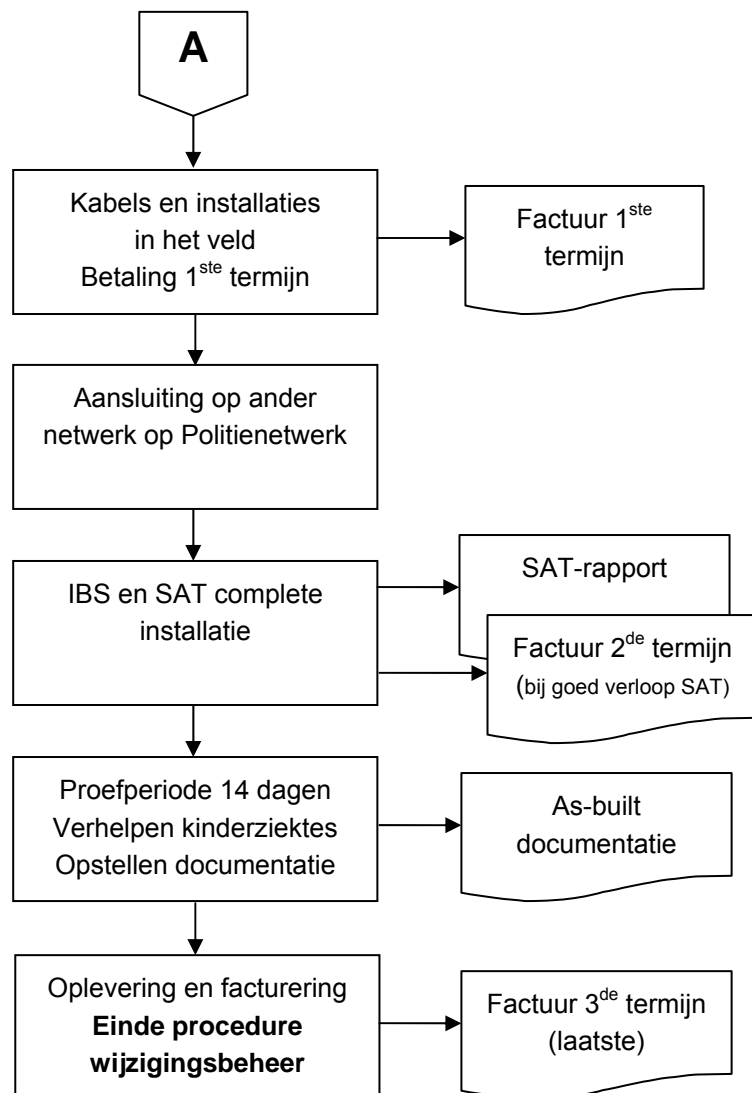 A
Kabels en installaties
in het veld
Betaling 1ste termijn
Factuur 1ste
termijn
Aansluiting op ander
netwerk op Politienetwerk
IBS en SAT complete
installatie
SAT-rapport
Factuur 2de termijn
(bij goed verloop SAT)
Proefperiode 14 dagen
Verhelpen kinderziektes
Opstellen documentatie
As-built
documentatie
Oplevering en facturering
Einde procedure
wijzigingsbeheer
Factuur 3de termijn
(laatste)